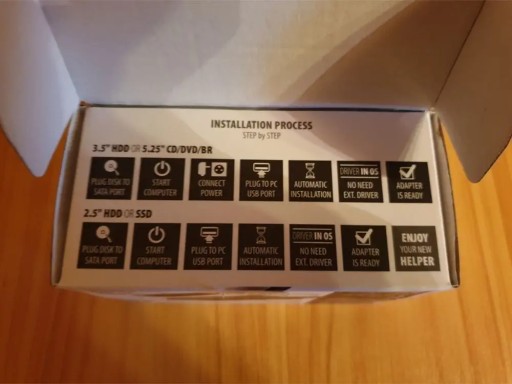 INSTALLATION PROCESS
STEP by STEP
3.5" HDD OR 5.25" CD/DVD/BR
PLUG DISK TO
SATA PORT
START
COMPUTER
CONNECT
POWER
PLUG TO PC
USB PORT
AUTOMATIC
INSTALLATION
DRIVER IN OS
NO NEED
EXT. DRIVER
ADAPTER
IS READY
2.5" HDD OR SSD
PLUG DISK TO
SATA PORT
START
COMPUTER
PLUG TO PC
USB PORT
AUTOMATIC
INSTALLATION
DRIVER IN OS
NO NEED
EXT. DRIVER
ADAPTER
IS READY
ENJOY
YOUR NEW
HELPER